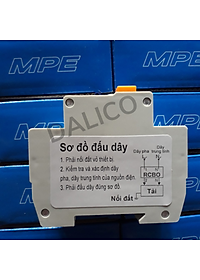 MPE
MPE
DALICO
Sơ đồ đấu dây
1. Phải nối đất vỏ thiết bị.
2. Kiểm tra và xác định dây
pha, dây trung tính của nguồn điện.
3. Phải đấu dây đúng sơ đồ.
Dây pha
Dây trung tính
RCBO
Tải
Nối đất
MPE
MPE
MPE
MPE